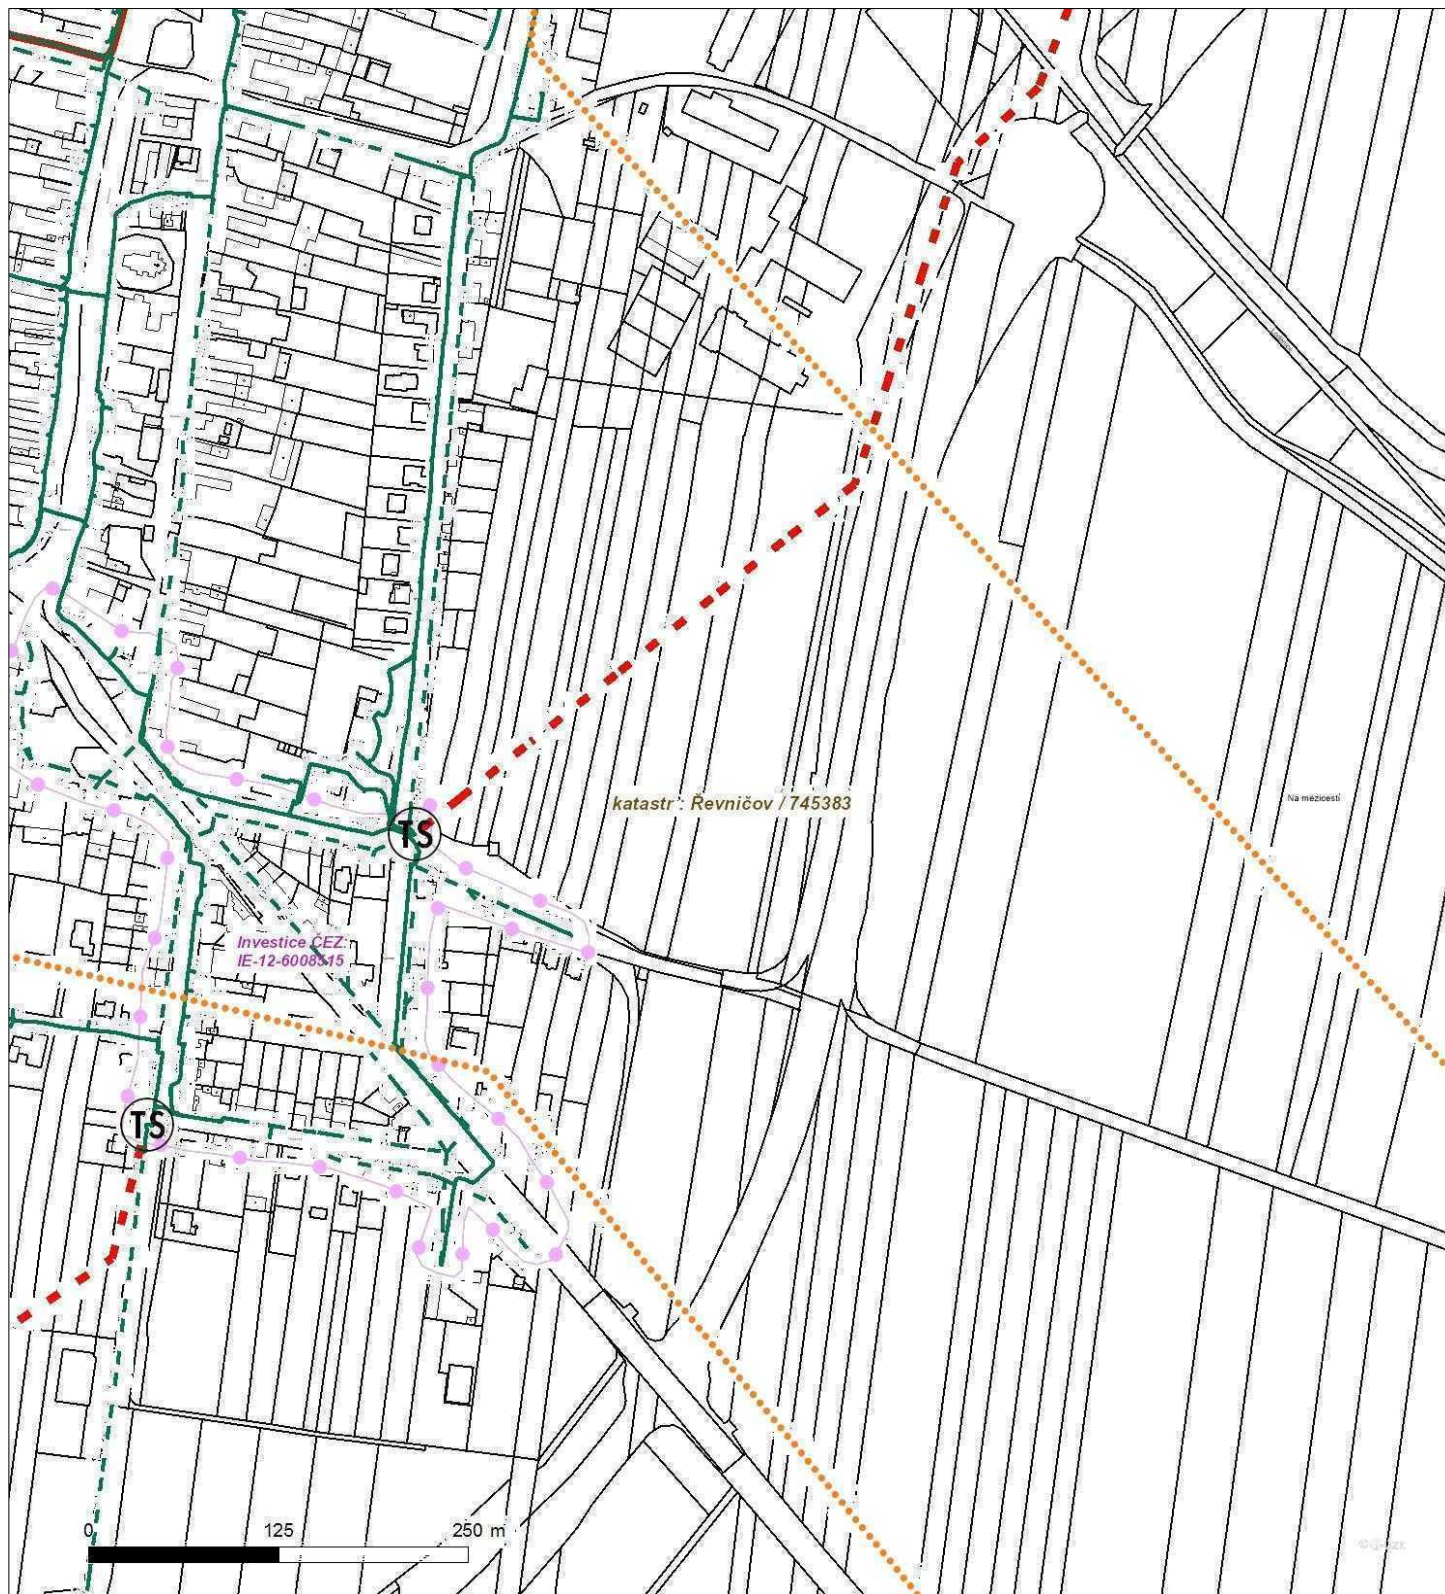 TS
katastr : Řevničov / 745383
Na mezicestí
Investice ČEZ:
IE-12-6008515
TS
0 125 250 m